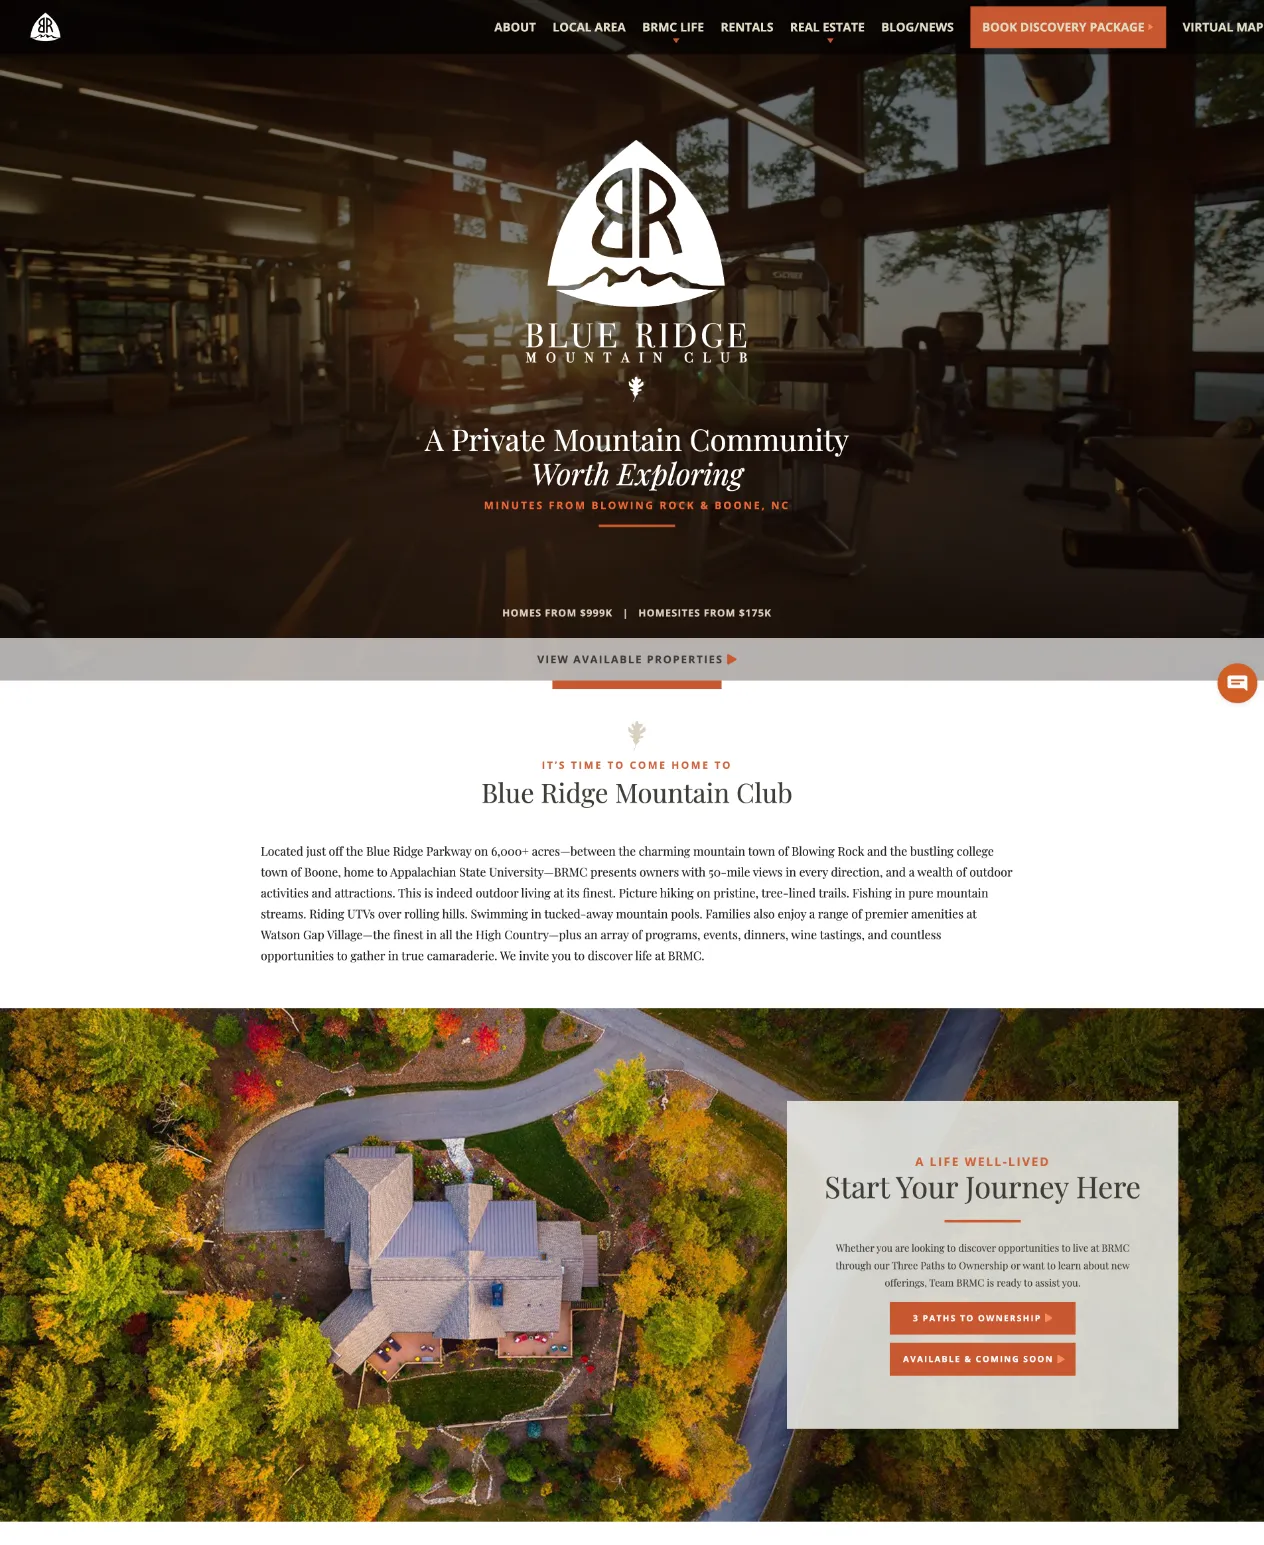 ABOUT LOCAL AREA BRMC LIFE RENTALS REAL ESTATE BLOG/NEWS BOOK DISCOVERY PACKAGE VIRTUAL MAP
BR
BR
BLUE RIDGE
MOUNTAIN CLUB
A Private Mountain Community
Worth Exploring
MINUTES FROM BLOWING ROCK & BOONE, NC
HOMES FROM $999K | HOMESITES FROM $175K
VIEW AVAILABLE PROPERTIES
IT'S TIME TO COME HOME TO
Blue Ridge Mountain Club
Located just off the Blue Ridge Parkway on 6,000+ acres—between the charming mountain town of Blowing Rock and the bustling college
town of Boone, home to Appalachian State University—BRMC presents owners with 50-mile views in every direction, and a wealth of outdoor
activities and attractions. This is indeed outdoor living at its finest. Picture hiking on pristine, tree-lined trails. Fishing in pure mountain
streams. Riding UTVs over rolling hills. Swimming in tucked-away mountain pools. Families also enjoy a range of premier amenities at
Watson Gap Village—the finest in all the High Country—plus an array of programs, events, dinners, wine tastings, and countless
opportunities to gather in true camaraderie. We invite you to discover life at BRMC.
A LIFE WELL-LIVED
Start Your Journey Here
Whether you are looking to discover opportunities to live at BRMC
through our Three Paths to Ownership or want to learn about new
offerings, Team BRMC is ready to assist you.
3 PATHS TO OWNERSHIP
AVAILABLE & COMING SOON